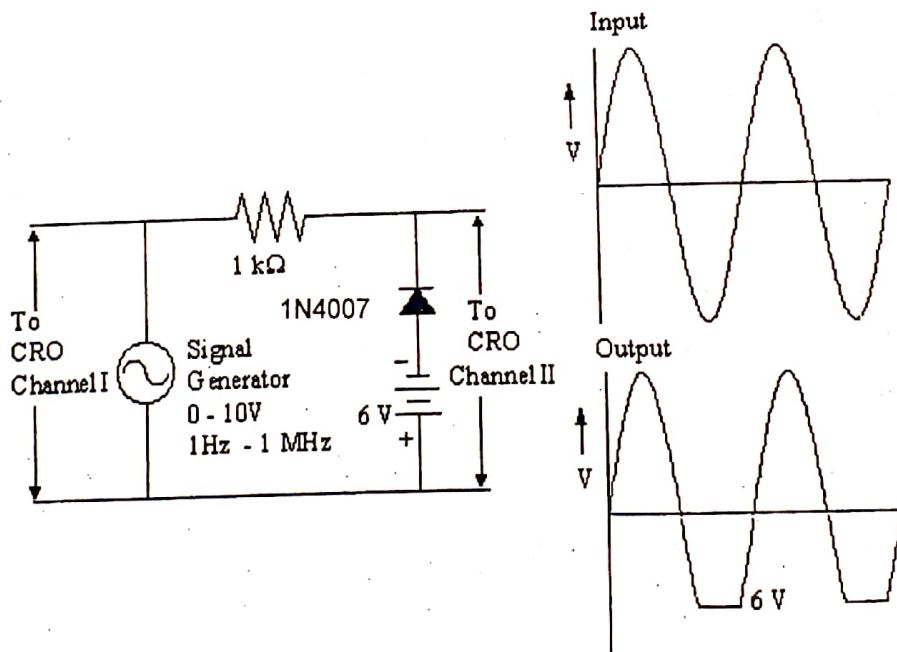 Input
V
1 kΩ
1N4007
To
CRO
Channel I
Signal
Generator
0 - 10V
1Hz - 1 MHz
-
6 V
+
To
CRO
Channel II
Output
V
6 V